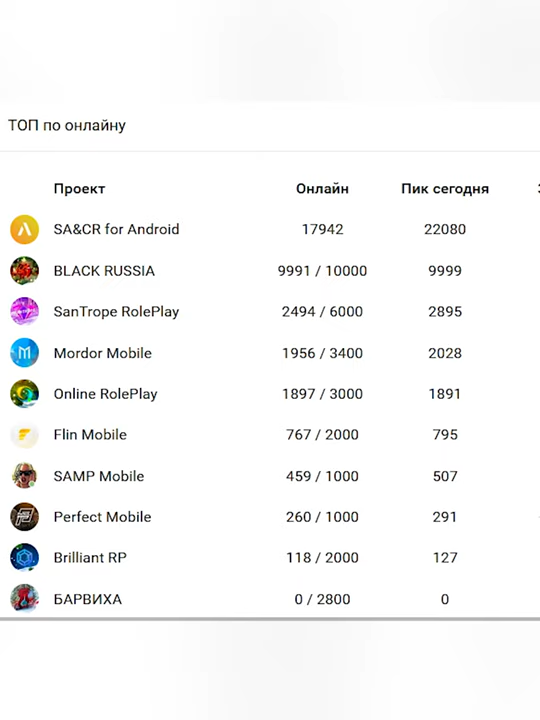 ТОП по онлайну
Проект Онлайн Пик сегодня
SA&CR for Android 17942 22080
BLACK RUSSIA 9991 / 10000 9999
SanTrope RolePlay 2494 / 6000 2895
Mordor Mobile 1956 / 3400 2028
Online RolePlay 1897 / 3000 1891
Flin Mobile 767 / 2000 795
SAMP Mobile 459 / 1000 507
Perfect Mobile 260 / 1000 291
Brilliant RP 118 / 2000 127
БАРВИХА 0 / 2800 0